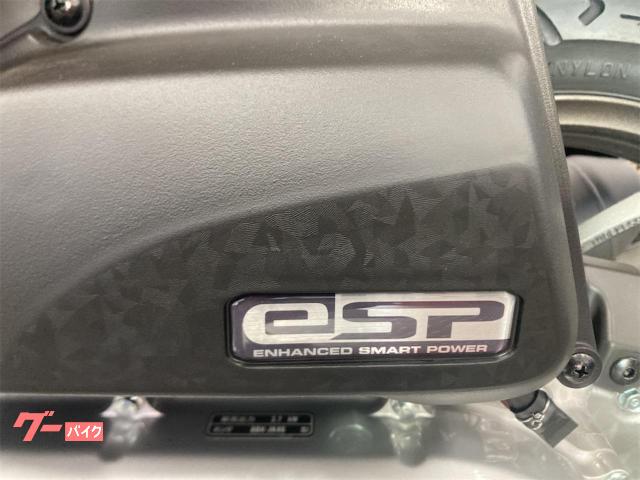 NYLON
eSP
ENHANCED SMART POWER
グーバイク